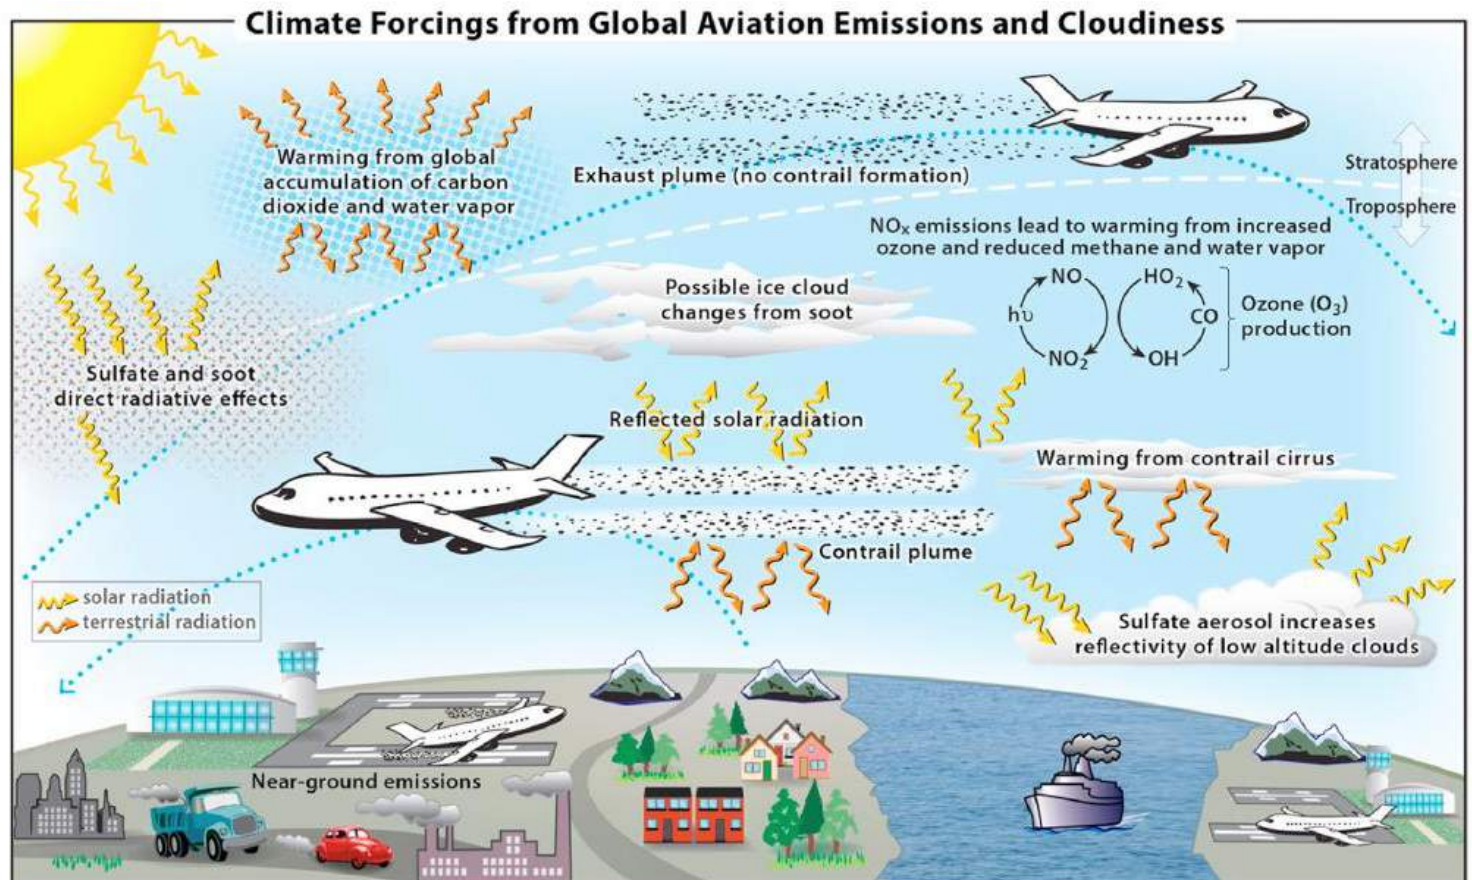 Climate Forcings from Global Aviation Emissions and Cloudiness
Warming from global
accumulation of carbon
dioxide and water vapor
Exhaust plume (no contrail formation)
Stratosphere
Troposphere
NOₓ emissions lead to warming from increased
ozone and reduced methane and water vapor
Possible ice cloud
changes from soot
NO
HO₂
hυ
CO
NO₂
OH
Ozone (O₃)
production
Sulfate and soot
direct radiative effects
Reflected solar radiation
Warming from contrail cirrus
Contrail plume
solar radiation
terrestrial radiation
Sulfate aerosol increases
reflectivity of low altitude clouds
Near-ground emissions